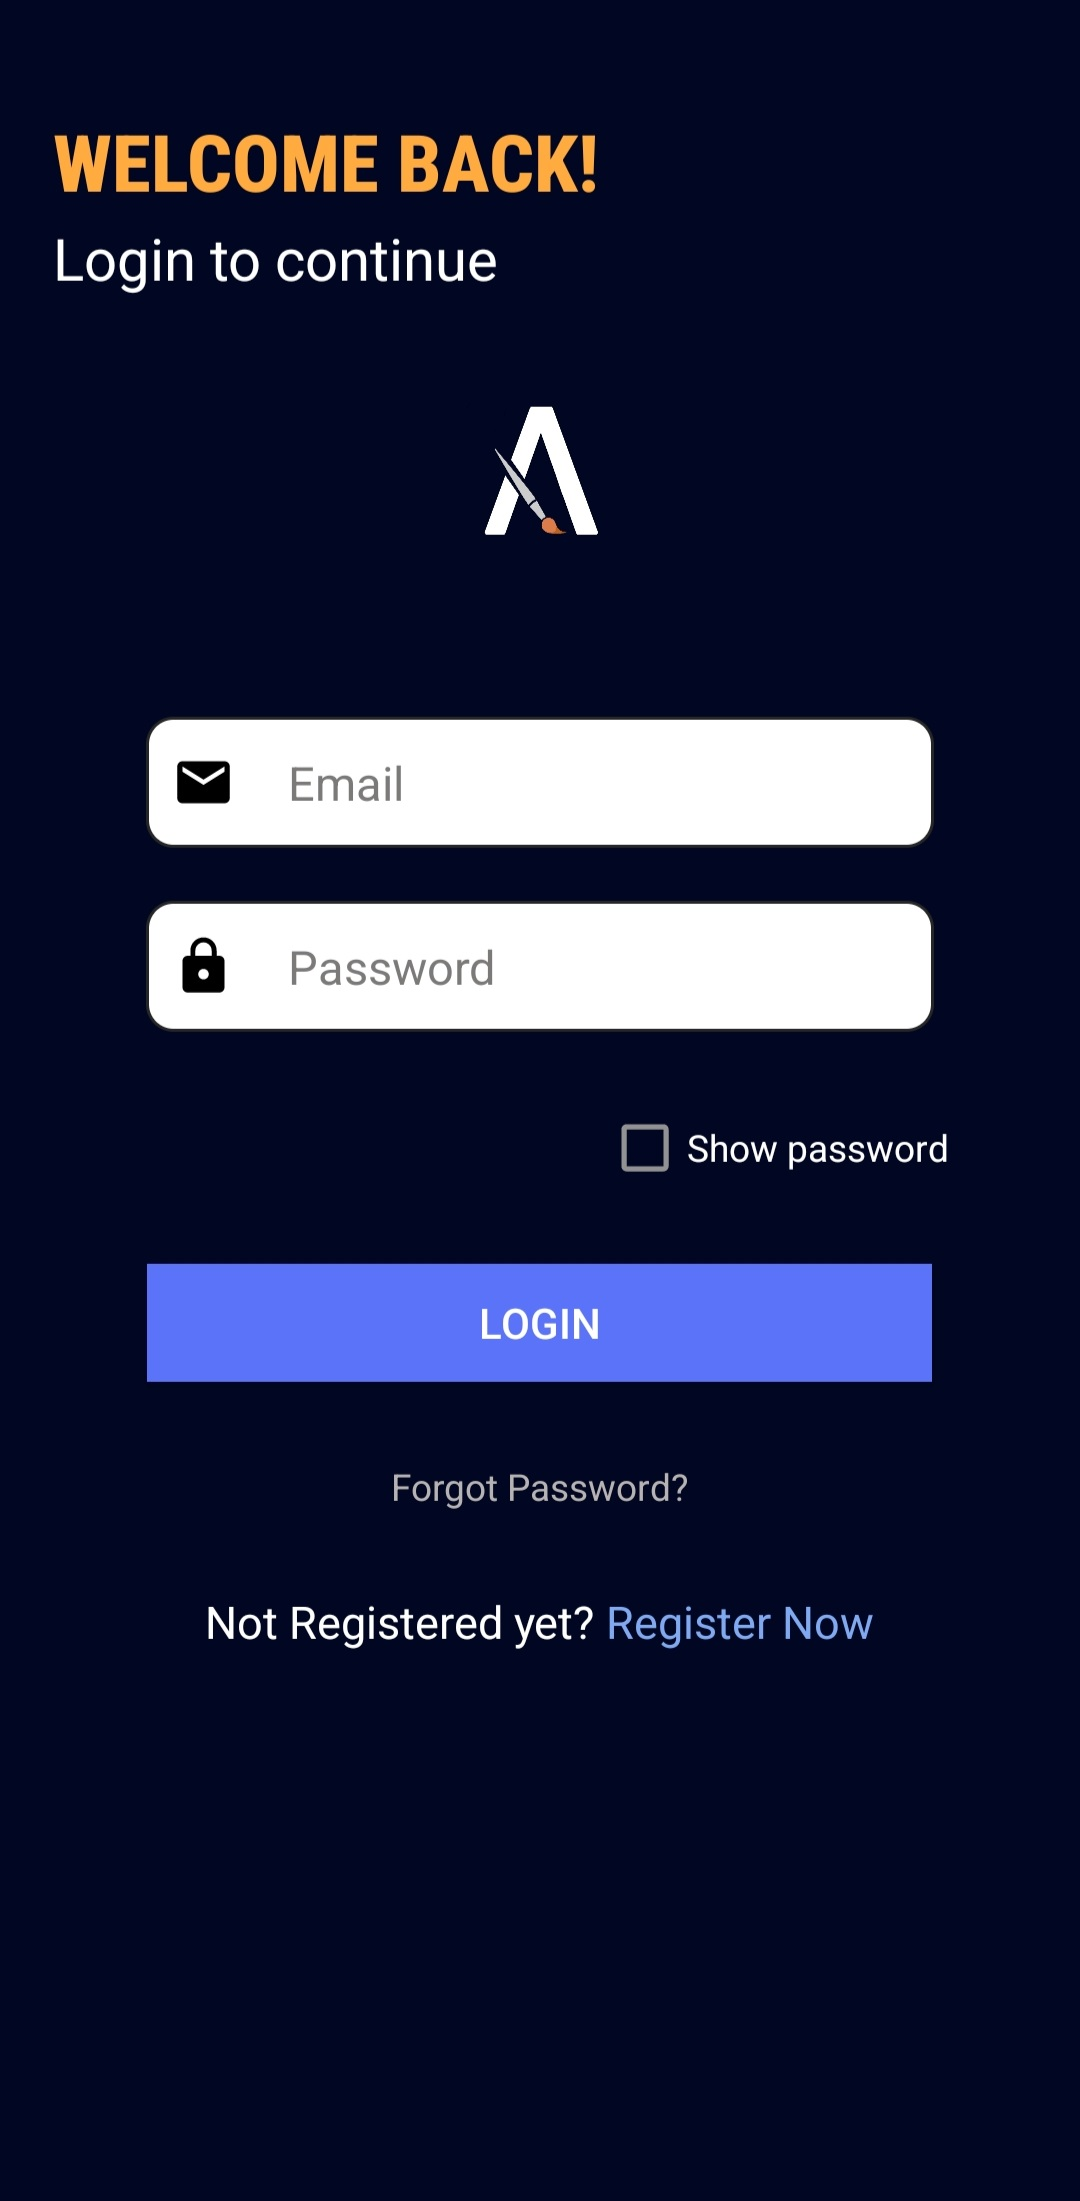 WELCOME BACK!
Login to continue
Email
Password
Show password
LOGIN
Forgot Password?
Not Registered yet? Register Now